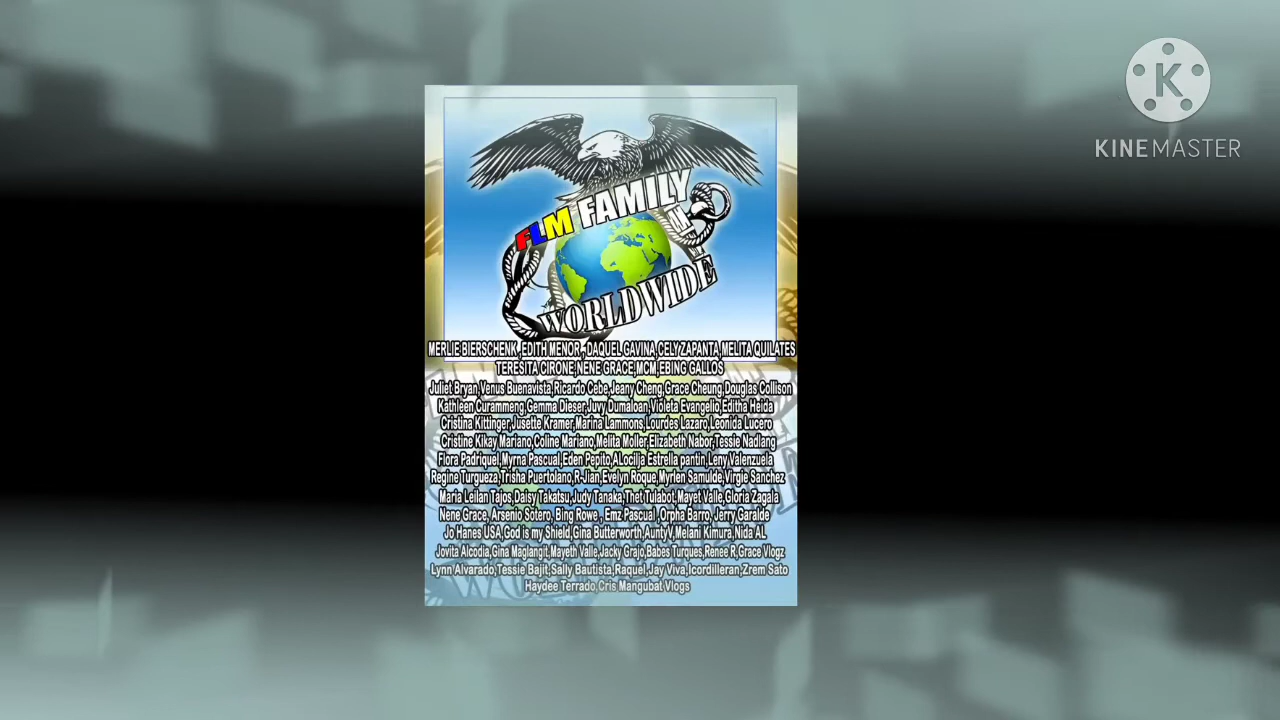 K
KINEMASTER
FLM FAMILY
WORLDWIDE
MERLIE BIERSCHENK ,EDITH MENOR, ,DAQUEL GAVINA,CELY ZAPANTA,MELITA QUILATES
TERESITA CIRONE,NENE GRACE,MCM,EBING GALLOS
Juliet Bryan,Venus Buenavista,Ricardo Cebe,Jeany Cheng,Grace Cheung,Douglas Collison
Kathleen Curammeng,Gemma Dieser,Juvy Dumaloan,Violeta Evangelio,Editha Heida
Cristina Kittinger,Jusette Kramer,Marina Lammons,Lourdes Lazaro,Leonida Lucero
Cristine Kikay Mariano,Coline Mariano,Melita Moller,Elizabeth Nabor,Tessie Nadlang
Flora Padriquel,Myrna Pascual,Eden Pepito,ALocilja Estrella pantin,Leny Valenzuela
Regine Turgueza,Trisha Puertolano,R-Jian,Evelyn Roque,Myrlen Samulde,Virgie Sanchez
Maria Leilan Tajos,Daisy Takatsu,Judy Tanaka,Thet Tulabot,Mayet Valle,Gloria Zagala
Nene Grace, Arsenio Sotero, Bing Rowe , Emz Pascual ,Orpha Barro, Jerry Garalde
Jo Hanes USA,God is my Shield,Gina Butterworth,AuntyV,Melani Kimura,Nida AL
Jovita Alcodia,Gina Maglangit,Mayeth Valle,Jacky Grajo,Babes Turques,Renee R,Grace Vlogz
Lynn Alvarado,Tessie Bajit,Sally Bautista,Raquel,Jay Viva,Icordilleran,Zrem Sato
Haydee Terrado,Cris Mangubat Vlogs